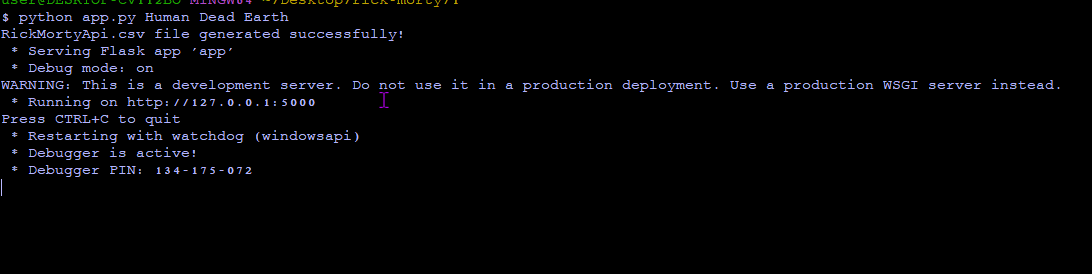 $ python app.py Human Dead Earth
RickMortyApi.csv file generated successfully!
 * Serving Flask app 'app'
 * Debug mode: on
WARNING: This is a development server. Do not use it in a production deployment. Use a production WSGI server instead.
 * Running on http://127.0.0.1:5000
Press CTRL+C to quit
 * Restarting with watchdog (windowsapi)
 * Debugger is active!
 * Debugger PIN: 134-175-072